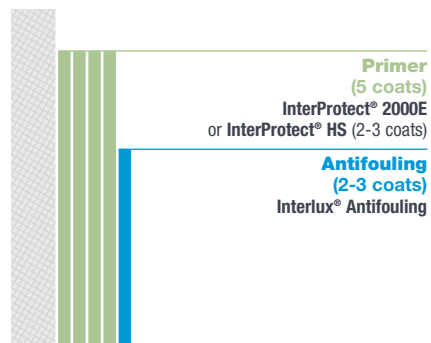 Primer
(5 coats)
InterProtect® 2000E
or InterProtect® HS (2-3 coats)
Antifouling
(2-3 coats)
Interlux® Antifouling